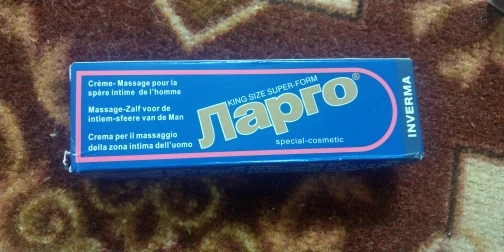 Crème- Massage pour la
spère intime de l'homme
Massage-Zalf voor de
intiem-sfeere van de Man
Crema per il massaggio
della zona intima dell'uomo
KING SIZE SUPER-FORM
Ларго®
special-cosmetic
INVERMA